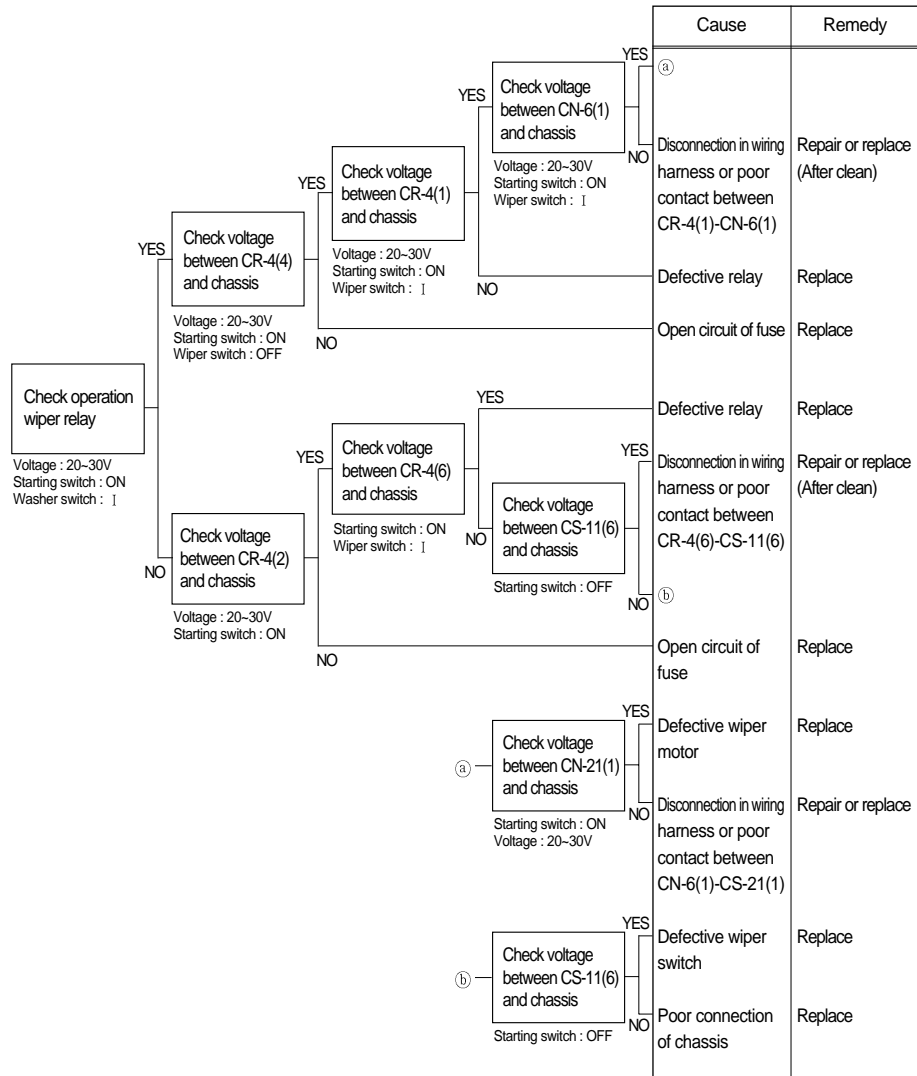 Cause
Remedy
YES
ⓐ
Check voltage
between CN-6(1)
and chassis
YES
NO
Voltage : 20~30V
Starting switch : ON
Wiper switch : Ⅰ
Disconnection in wiring
harness or poor
contact between
CR-4(1)-CN-6(1)
Repair or replace
(After clean)
Check voltage
between CR-4(1)
and chassis
YES
Voltage : 20~30V
Starting switch : ON
Wiper switch : Ⅰ
NO
Defective relay
Replace
Check voltage
between CR-4(4)
and chassis
YES
Voltage : 20~30V
Starting switch : ON
Wiper switch : OFF
NO
Open circuit of fuse
Replace
Check operation
wiper relay
Voltage : 20~30V
Starting switch : ON
Washer switch : Ⅰ
YES
Defective relay
Replace
Check voltage
between CR-4(6)
and chassis
YES
Starting switch : ON
Wiper switch : Ⅰ
NO
Check voltage
between CS-11(6)
and chassis
Starting switch : OFF
YES
Disconnection in wiring
harness or poor
contact between
CR-4(6)-CS-11(6)
Repair or replace
(After clean)
NO
ⓑ
NO
Check voltage
between CR-4(2)
and chassis
Voltage : 20~30V
Starting switch : ON
NO
Open circuit of
fuse
Replace
ⓐ
Check voltage
between CN-21(1)
and chassis
Starting switch : ON
Voltage : 20~30V
YES
Defective wiper
motor
Replace
NO
Disconnection in wiring
harness or poor
contact between
CN-6(1)-CS-21(1)
Repair or replace
ⓑ
Check voltage
between CS-11(6)
and chassis
Starting switch : OFF
YES
Defective wiper
switch
Replace
NO
Poor connection
of chassis
Replace